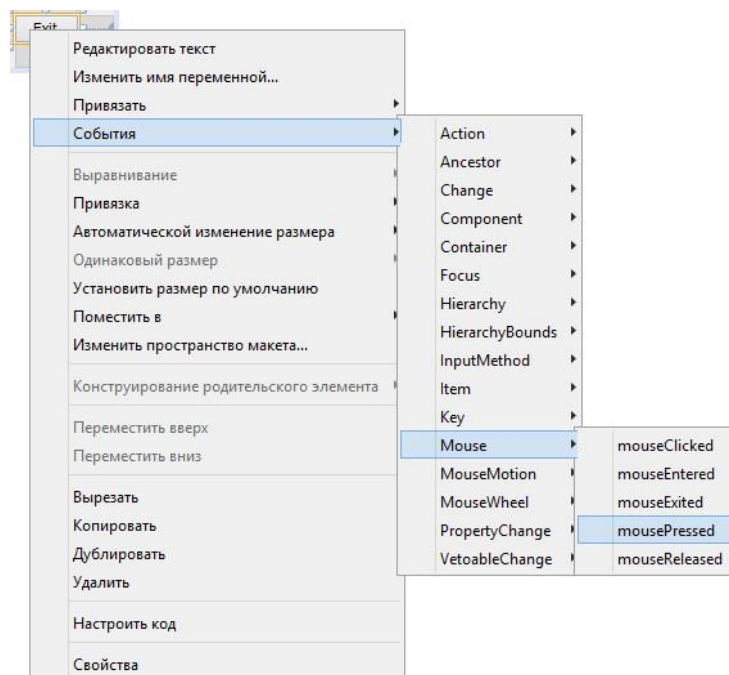 Exit
Редактировать текст
Изменить имя переменной...
Привязать
События
Выравнивание
Привязка
Автоматической изменение размера
Одинаковый размер
Установить размер по умолчанию
Поместить в
Изменить пространство макета...
Конструирование родительского элемента
Переместить вверх
Переместить вниз
Вырезать
Копировать
Дублировать
Удалить
Настроить код
Свойства
Action
Ancestor
Change
Component
Container
Focus
Hierarchy
HierarchyBounds
InputMethod
Item
Key
Mouse
MouseMotion
MouseWheel
PropertyChange
VetoableChange
mouseClicked
mouseEntered
mouseExited
mousePressed
mouseReleased